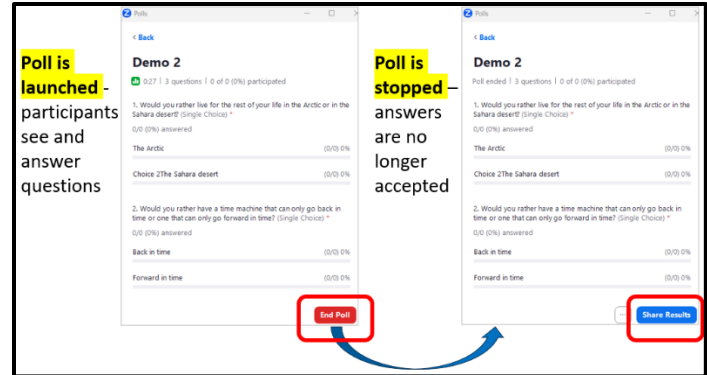 Poll is
launched -
participants
see and
answer
questions
Polls
< Back
Demo 2
0:27 | 3 questions | 0 of 0 (0%) participated
1. Would you rather live for the rest of your life in the Arctic or in the
Sahara desert? (Single Choice) *
0/0 (0%) answered
The Arctic (0/0) 0%
Choice 2The Sahara desert (0/0) 0%
2. Would you rather have a time machine that can only go back in
time or one that can only go forward in time? (Single Choice) *
0/0 (0%) answered
Back in time (0/0) 0%
Forward in time (0/0) 0%
End Poll
Poll is
stopped –
answers
are no
longer
accepted
Polls
< Back
Demo 2
Poll ended | 3 questions | 0 of 0 (0%) participated
1. Would you rather live for the rest of your life in the Arctic or in the
Sahara desert? (Single Choice) *
0/0 (0%) answered
The Arctic (0/0) 0%
Choice 2The Sahara desert (0/0) 0%
2. Would you rather have a time machine that can only go back in
time or one that can only go forward in time? (Single Choice) *
0/0 (0%) answered
Back in time (0/0) 0%
Forward in time (0/0) 0%
... Share Results